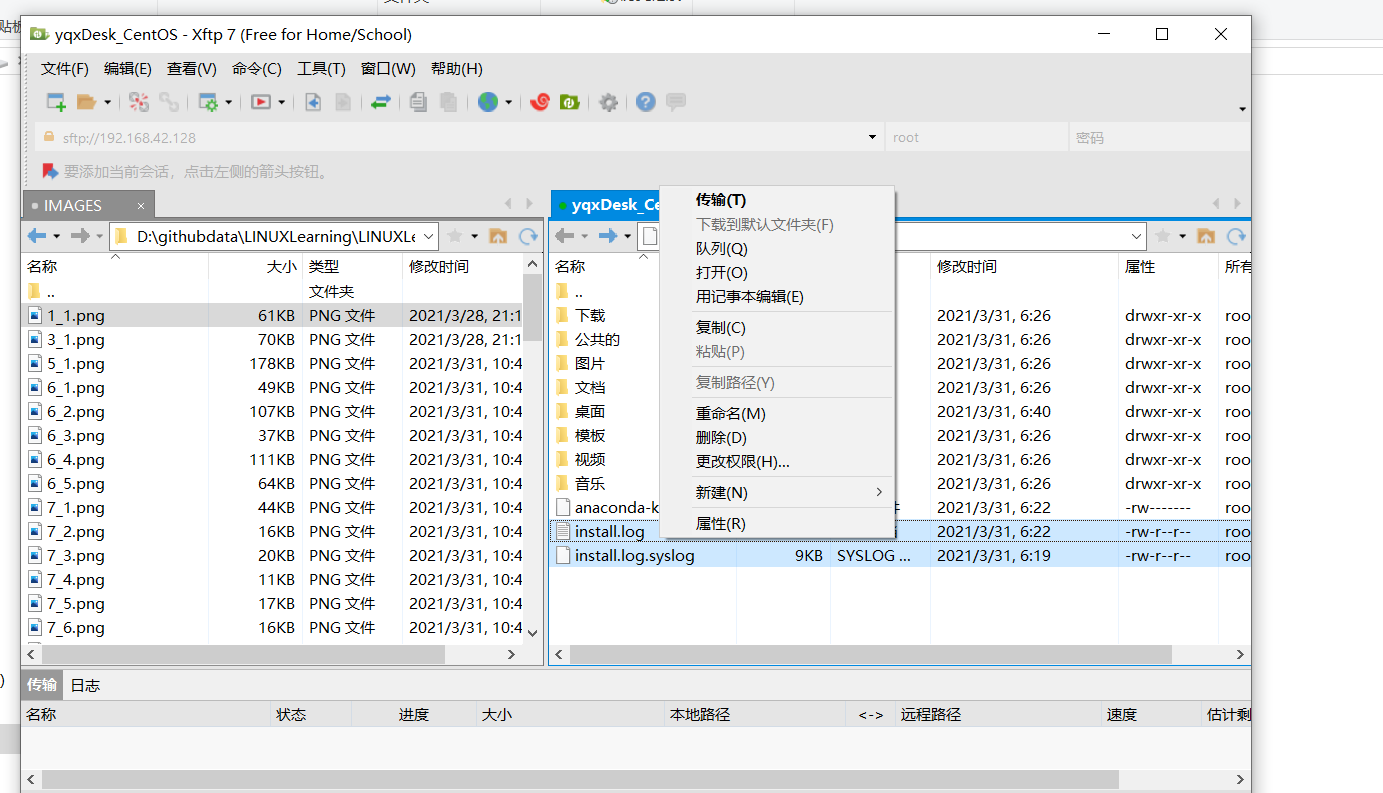 yqxDesk_CentOS - Xftp 7 (Free for Home/School)
文件(F) 编辑(E) 查看(V) 命令(C) 工具(T) 窗口(W) 帮助(H)
sftp://192.168.42.128 root 密码
要添加当前会话，点击左侧的箭头按钮。
IMAGES ×
D:\githubdata\LINUXLearning\LINUXLe
名称 大小 类型 修改时间
.. 文件夹
1_1.png 61KB PNG 文件 2021/3/28, 21:1
3_1.png 70KB PNG 文件 2021/3/28, 21:1
5_1.png 178KB PNG 文件 2021/3/31, 10:4
6_1.png 49KB PNG 文件 2021/3/31, 10:4
6_2.png 107KB PNG 文件 2021/3/31, 10:4
6_3.png 37KB PNG 文件 2021/3/31, 10:4
6_4.png 111KB PNG 文件 2021/3/31, 10:4
6_5.png 64KB PNG 文件 2021/3/31, 10:4
7_1.png 44KB PNG 文件 2021/3/31, 10:4
7_2.png 16KB PNG 文件 2021/3/31, 10:4
7_3.png 20KB PNG 文件 2021/3/31, 10:4
7_4.png 11KB PNG 文件 2021/3/31, 10:4
7_5.png 17KB PNG 文件 2021/3/31, 10:4
7_6.png 16KB PNG 文件 2021/3/31, 10:4
yqxDesk_Ce
名称 修改时间 属性 所有
..
下载 2021/3/31, 6:26 drwxr-xr-x roo
公共的 2021/3/31, 6:26 drwxr-xr-x roo
图片 2021/3/31, 6:26 drwxr-xr-x roo
文档 2021/3/31, 6:26 drwxr-xr-x roo
桌面 2021/3/31, 6:40 drwxr-xr-x roo
模板 2021/3/31, 6:26 drwxr-xr-x roo
视频 2021/3/31, 6:26 drwxr-xr-x roo
音乐 2021/3/31, 6:26 drwxr-xr-x roo
anaconda-k 2021/3/31, 6:22 -rw------- roo
install.log 2021/3/31, 6:22 -rw-r--r-- roo
install.log.syslog 9KB SYSLOG ... 2021/3/31, 6:19 -rw-r--r-- roo
传输(T)
下载到默认文件夹(F)
队列(Q)
打开(O)
用记事本编辑(E)
复制(C)
粘贴(P)
复制路径(Y)
重命名(M)
删除(D)
更改权限(H)...
新建(N)
属性(R)
传输 日志
名称 状态 进度 大小 本地路径 <-> 远程路径 速度 估计剩